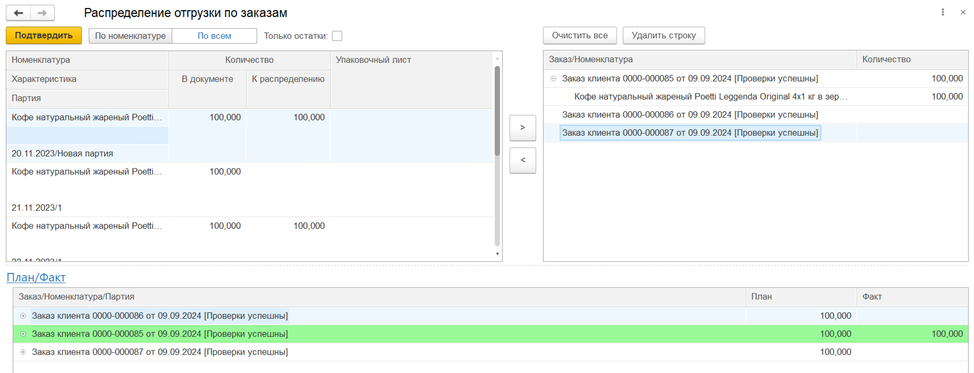 Распределение отгрузки по заказам
Подтвердить По номенклатуре По всем Только остатки: Очистить все Удалить строку
Номенклатура Количество Упаковочный лист
Характеристика В документе К распределению
Партия
Кофе натуральный жареный Poetti... 100,000 100,000
20.11.2023/Новая партия
Кофе натуральный жареный Poetti... 100,000
21.11.2023/1
Кофе натуральный жареный Poetti... 100,000 100,000
22.11.2023/1
>
<
Заказ/Номенклатура Количество
Заказ клиента 0000-000085 от 09.09.2024 [Проверки успешны] 100,000
Кофе натуральный жареный Poetti Leggenda Original 4x1 кг в зер... 100,000
Заказ клиента 0000-000086 от 09.09.2024 [Проверки успешны]
Заказ клиента 0000-000087 от 09.09.2024 [Проверки успешны]
План/Факт
Заказ/Номенклатура/Партия План Факт
Заказ клиента 0000-000086 от 09.09.2024 [Проверки успешны] 100,000
Заказ клиента 0000-000085 от 09.09.2024 [Проверки успешны] 100,000 100,000
Заказ клиента 0000-000087 от 09.09.2024 [Проверки успешны] 100,000